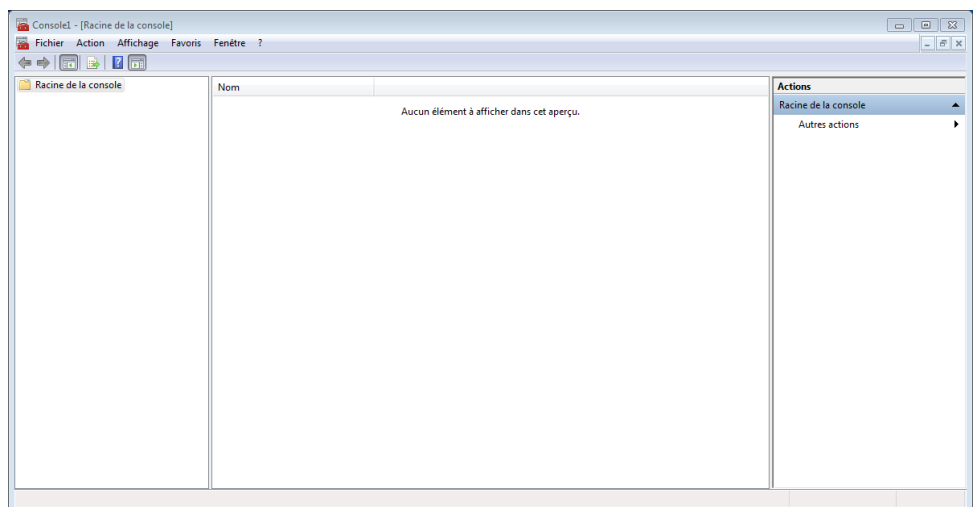 Console1 - [Racine de la console]
Fichier Action Affichage Favoris Fenêtre ?
Racine de la console
Nom
Aucun élément à afficher dans cet aperçu.
Actions
Racine de la console
Autres actions